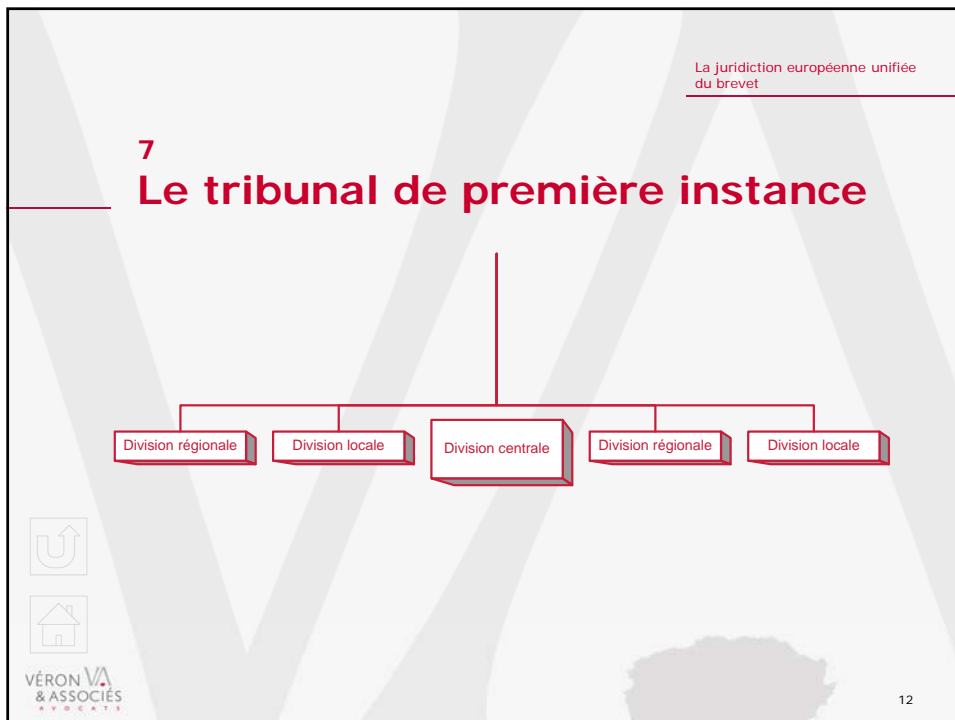 La juridiction européenne unifiée
du brevet
7
Le tribunal de première instance
Division régionale
Division locale
Division centrale
Division régionale
Division locale
VÉRON VA
& ASSOCIÉS
AVOCATS
12